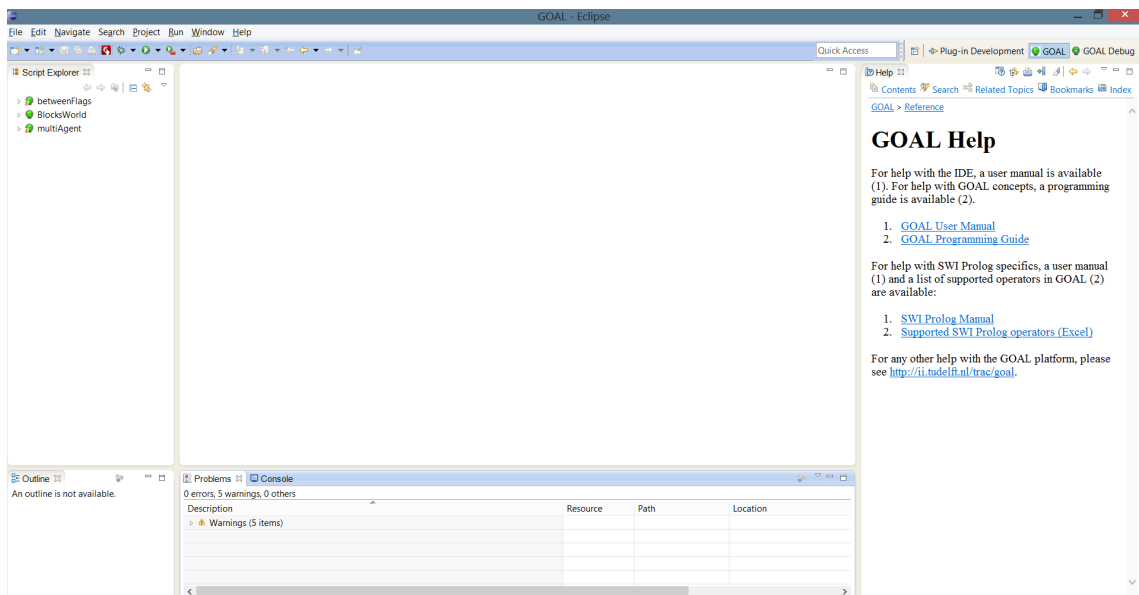 GOAL - Eclipse
File Edit Navigate Search Project Run Window Help
Quick Access
Plug-in Development GOAL GOAL Debug
Script Explorer
betweenFlags
BlocksWorld
multiAgent
Help
Contents Search Related Topics Bookmarks Index
GOAL > Reference
GOAL Help
For help with the IDE, a user manual is available
(1). For help with GOAL concepts, a programming
guide is available (2).
1. GOAL User Manual
2. GOAL Programming Guide
For help with SWI Prolog specifics, a user manual
(1) and a list of supported operators in GOAL (2)
are available:
1. SWI Prolog Manual
2. Supported SWI Prolog operators (Excel)
For any other help with the GOAL platform, please
see http://ii.tudelft.nl/trac/goal.
Outline
An outline is not available.
Problems Console
0 errors, 5 warnings, 0 others
Description Resource Path Location
Warnings (5 items)